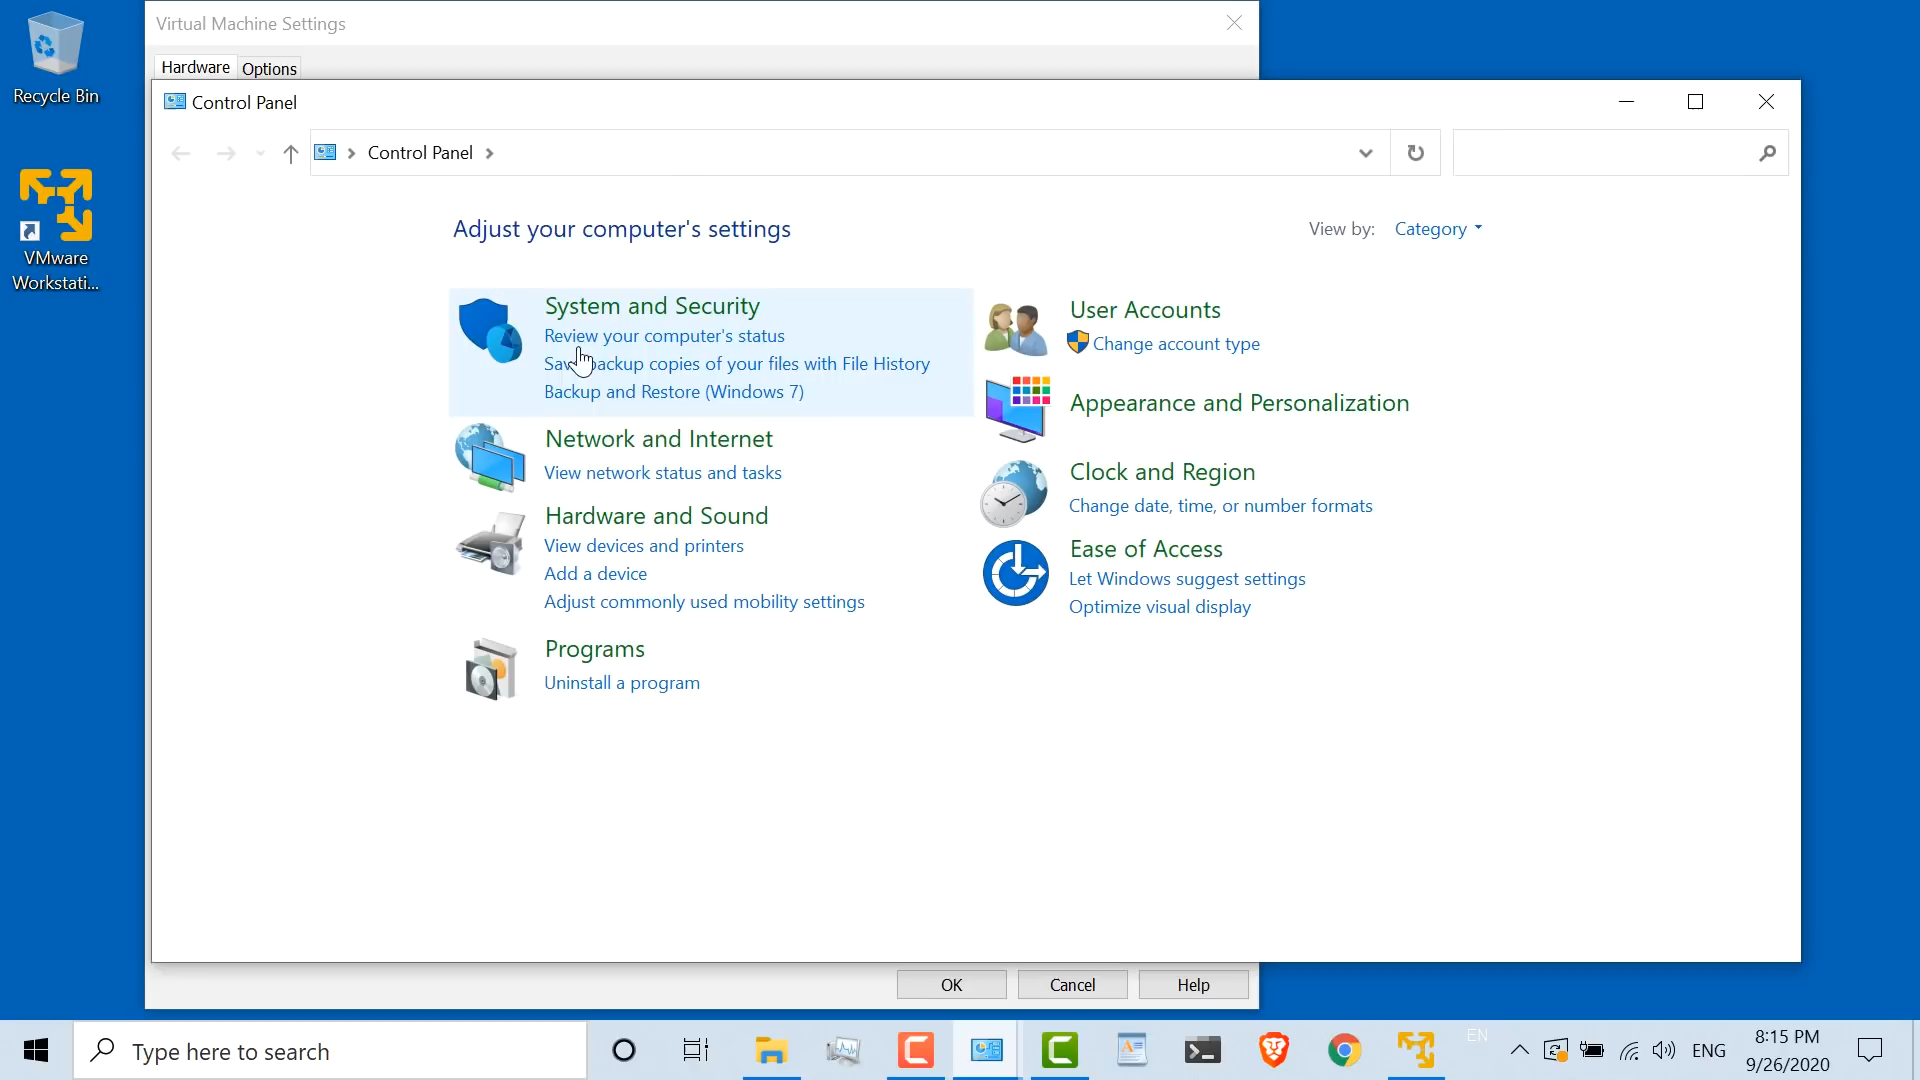 Recycle Bin
VMware
Workstati...
Virtual Machine Settings
Hardware
Options
Control Panel
Control Panel
Adjust your computer's settings
View by:
Category
System and Security
Review your computer's status
Save backup copies of your files with File History
Backup and Restore (Windows 7)
Network and Internet
View network status and tasks
Hardware and Sound
View devices and printers
Add a device
Adjust commonly used mobility settings
Programs
Uninstall a program
User Accounts
Change account type
Appearance and Personalization
Clock and Region
Change date, time, or number formats
Ease of Access
Let Windows suggest settings
Optimize visual display
OK
Cancel
Help
Type here to search
EN
ENG
8:15 PM
9/26/2020